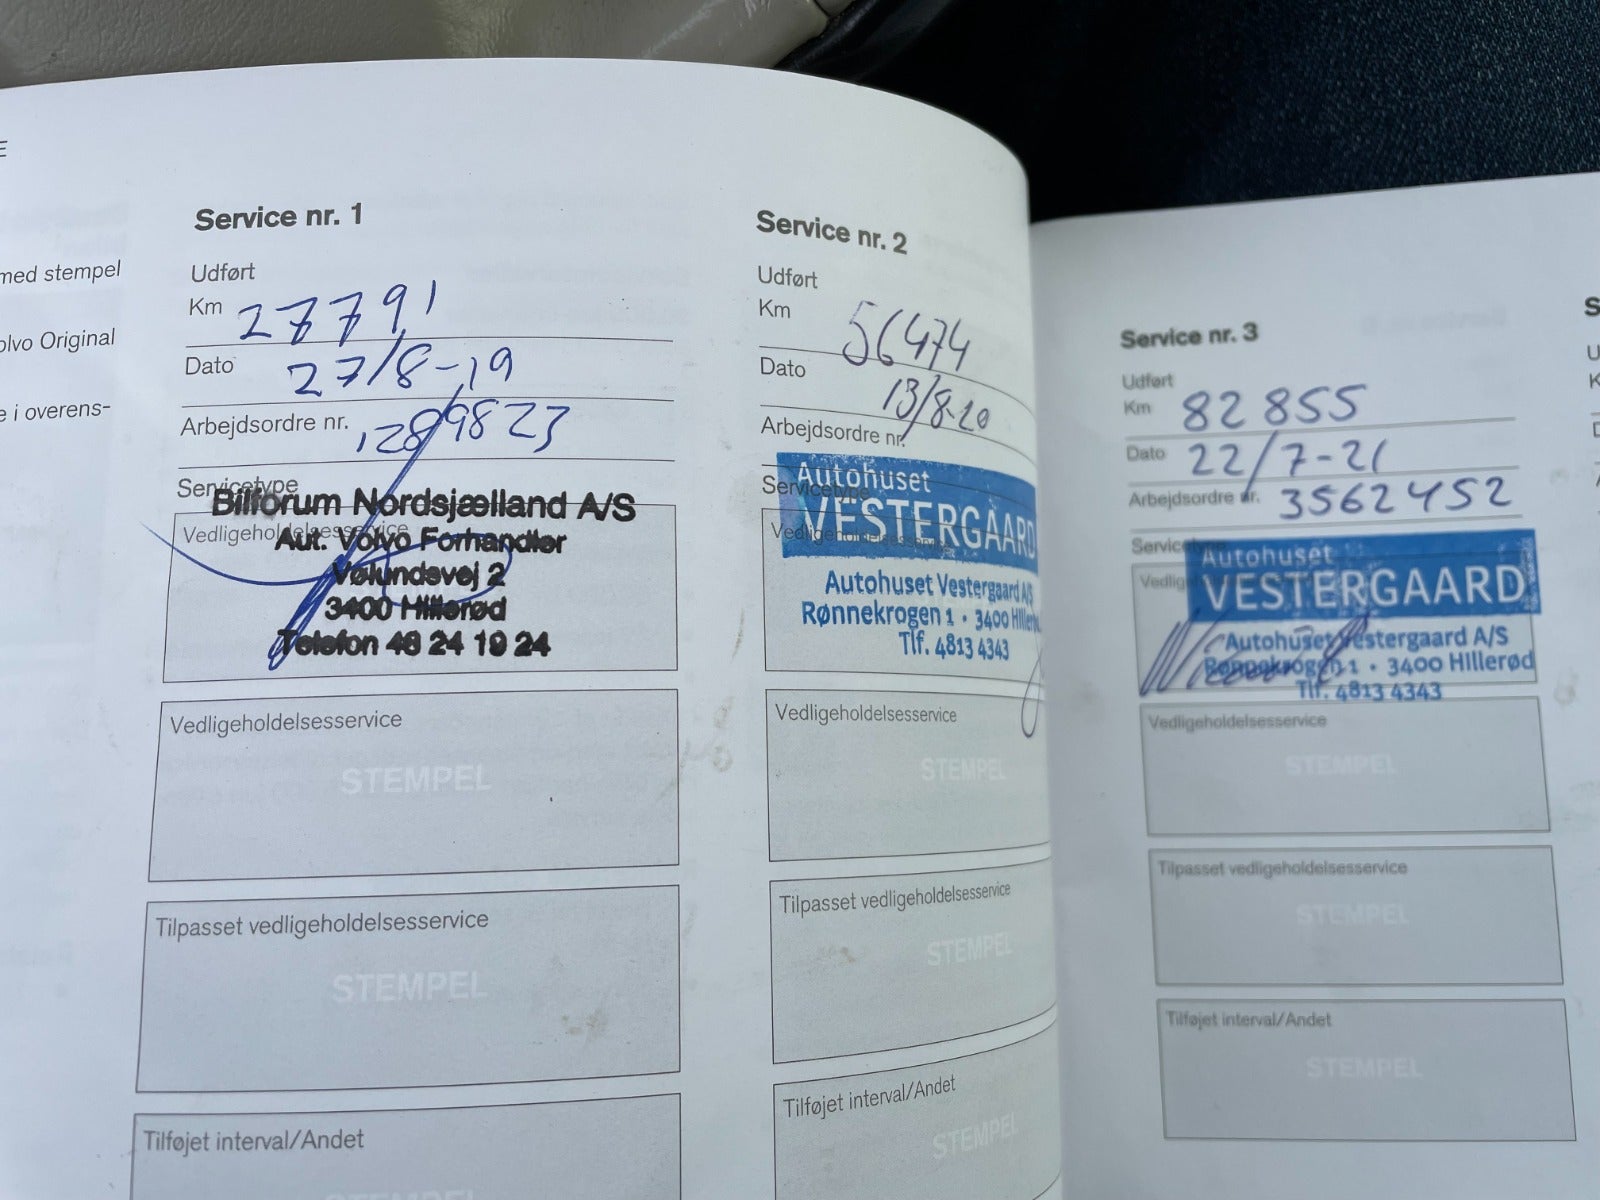 E
med stempel
olvo Original
e i overens-
Service nr. 1
Udført
Km 27791
Dato 27/8-19
Arbejdsordre nr. 1289823
Servicetype
Vedligeholdelsesservice
Bilforum Nordsjælland A/S
Aut. Volvo Forhandler
Vølundsvej 2
3400 Hillerød
Telefon 48 24 19 24
Vedligeholdelsesservice
STEMPEL
Tilpasset vedligeholdelsesservice
STEMPEL
Tilføjet interval/Andet
STEMPEL
Service nr. 2
Udført
Km 56474
Dato 13/8-20
Arbejdsordre nr.
Servicetype
Vedligeholdelsesservice
Autohuset
VESTERGAARD
Autohuset Vestergaard A/S
Rønnekrogen 1 • 3400 Hillerø
Tlf. 4813 4343
Vedligeholdelsesservice
STEMPEL
Tilpasset vedligeholdelsesservice
STEMPEL
Tilføjet interval/Andet
STEMPEL
Service nr. 3
Udført
Km 82855
Dato 22/7-21
Arbejdsordre nr. 3562452
Servicetype
Vedlig
Autohuset
VESTERGAARD
Autohuset Vestergaard A/S
Rønnekrogen 1 • 3400 HIllerød
Tlf. 4813 4343
Vedligeholdelsesservice
STEMPEL
Tilpasset vedligeholdelsesservice
STEMPEL
Tilføjet interval/Andet
STEMPEL
S
U
K
D
A